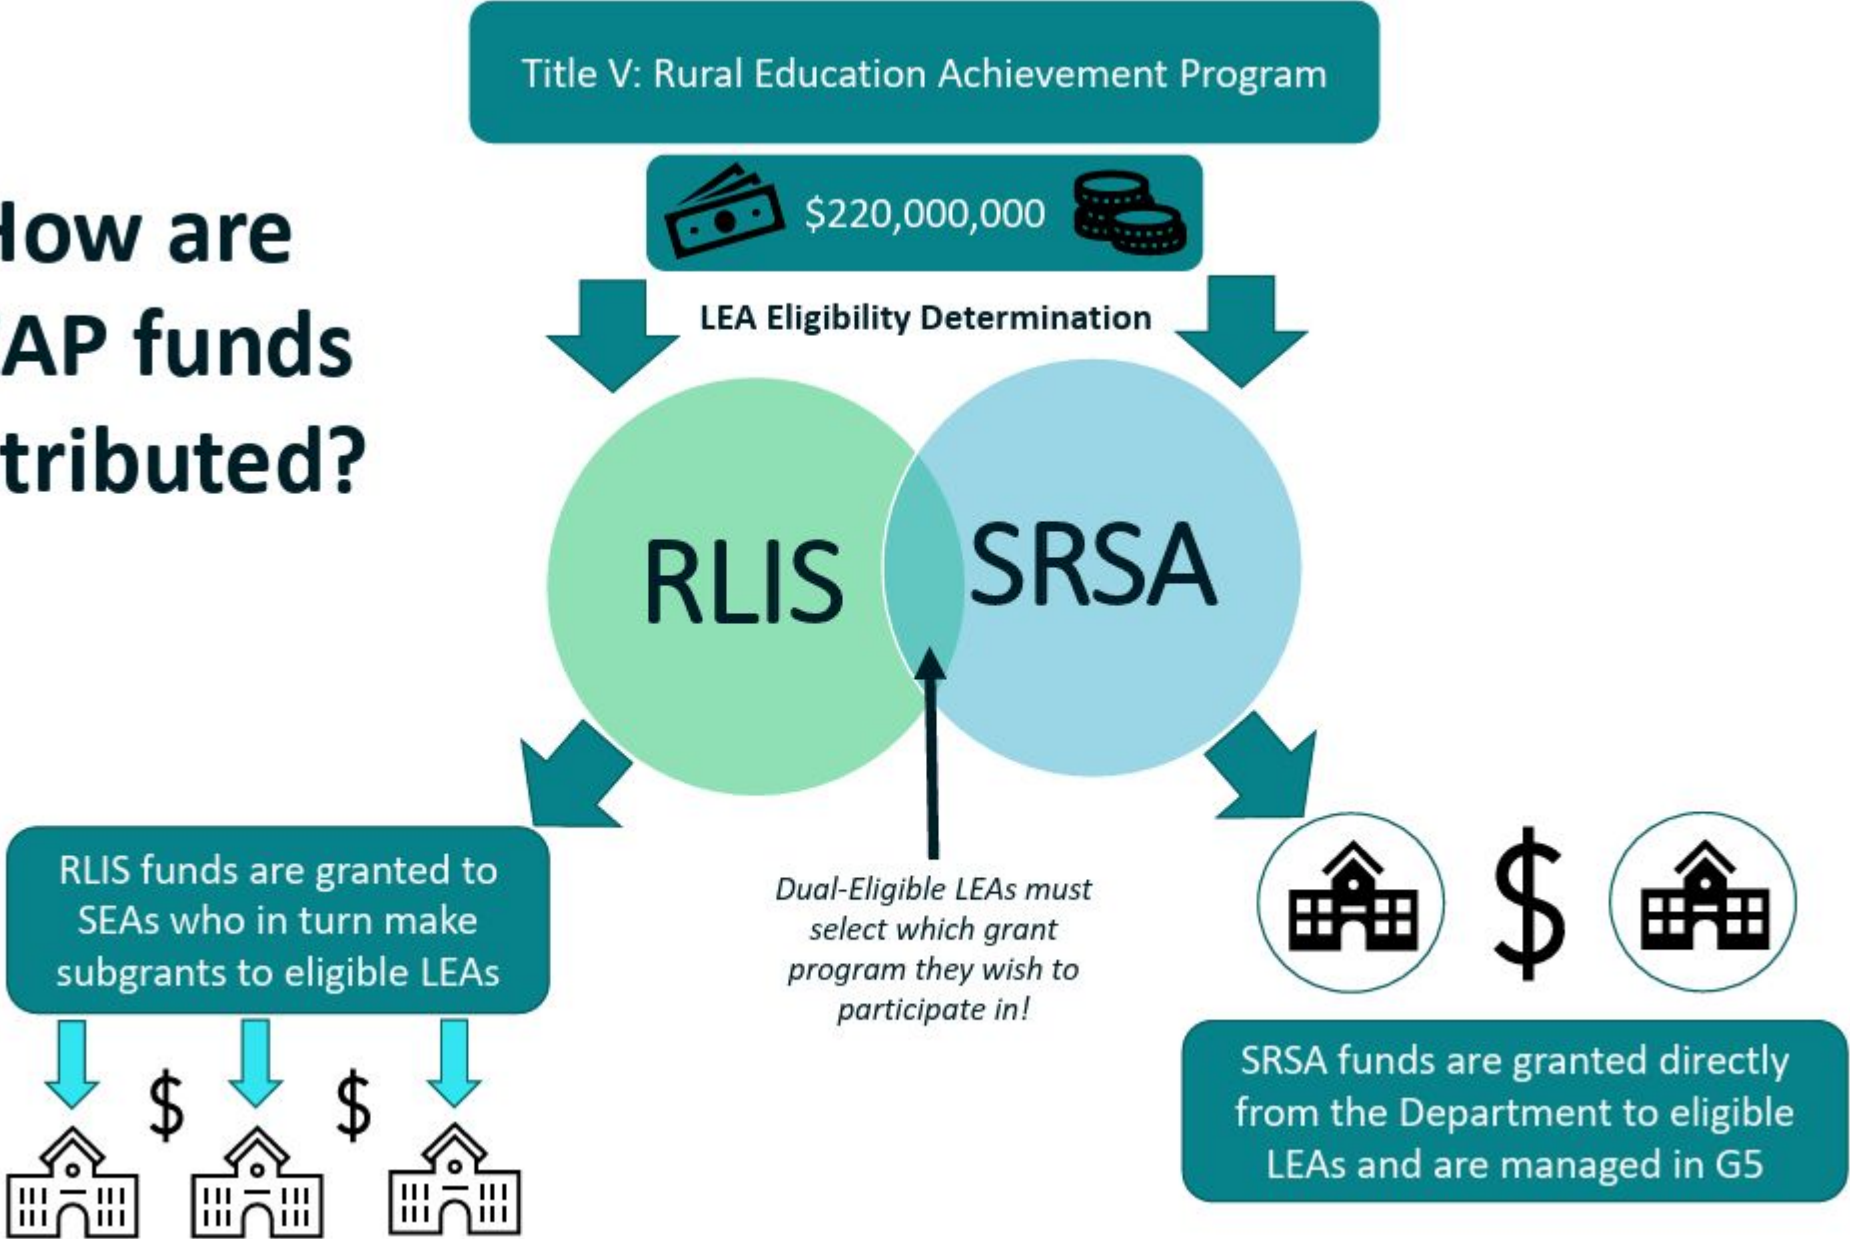 Title V: Rural Education Achievement Program
$220,000,000
How are
AP funds
tributed?
LEA Eligibility Determination
RLIS
SRSA
RLIS funds are granted to
SEAs who in turn make
subgrants to eligible LEAs
$ $
Dual-Eligible LEAs must
select which grant
program they wish to
participate in!
$
SRSA funds are granted directly
from the Department to eligible
LEAs and are managed in G5